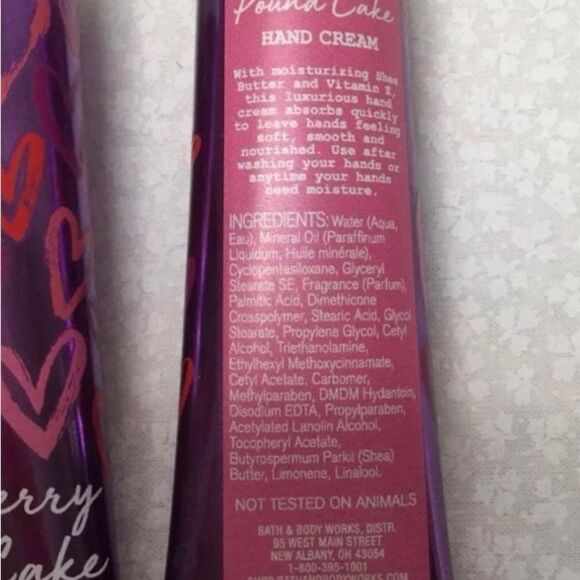 Pound Cake
HAND CREAM
With moisturizing Shea
Butter and Vitamin E,
this luxurious hand
cream absorbs quickly
to leave hands feeling
soft, smooth and
nourished. Use after
washing your hands or
anytime your hands
need moisture.
INGREDIENTS: Water (Aqua,
Eau), Mineral Oil (Paraffinum
Liquidum, Huile minérale),
Cyclopentasiloxane, Glyceryl
Stearate SE, Fragrance (Parfum),
Palmitic Acid, Dimethicone
Crosspolymer, Stearic Acid, Glycol
Stearate, Propylene Glycol, Cetyl
Alcohol, Triethanolamine,
Ethylhexyl Methoxycinnamate,
Cetyl Acetate, Carbomer,
Methylparaben, DMDM Hydantoin,
Disodium EDTA, Propylparaben,
Acetylated Lanolin Alcohol,
Tocopheryl Acetate,
Butyrospermum Parkii (Shea)
Butter, Limonene, Linalool.
NOT TESTED ON ANIMALS
BATH & BODY WORKS, DISTR.
95 WEST MAIN STREET
NEW ALBANY, OH 43054
1-800-395-1001
erry
Cake